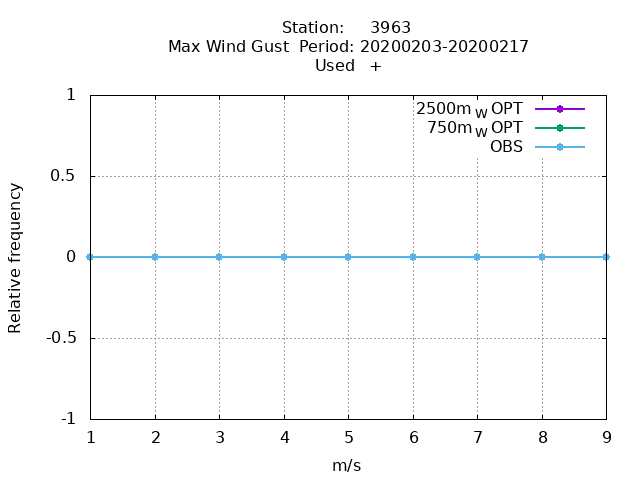 Station: 3963
Max Wind Gust Period: 20200203-20200217
Used +
2500m W OPT
750m W OPT
OBS
1
0.5
0
-0.5
-1
Relative frequency
1 2 3 4 5 6 7 8 9
m/s